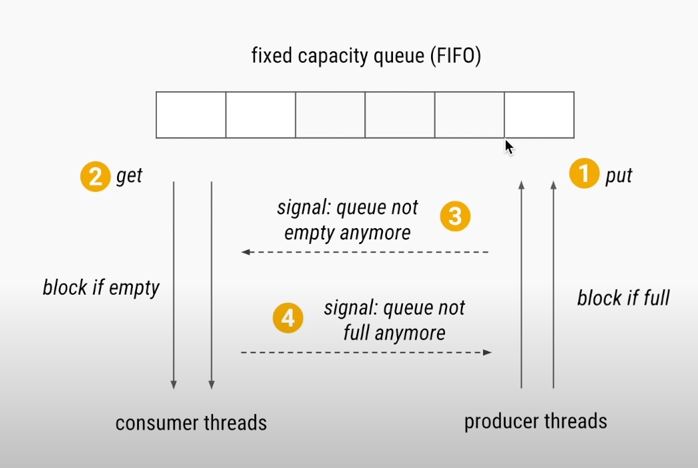 fixed capacity queue (FIFO)
2 get
1 put
signal: queue not
empty anymore
3
block if empty
4
signal: queue not
full anymore
block if full
consumer threads
producer threads